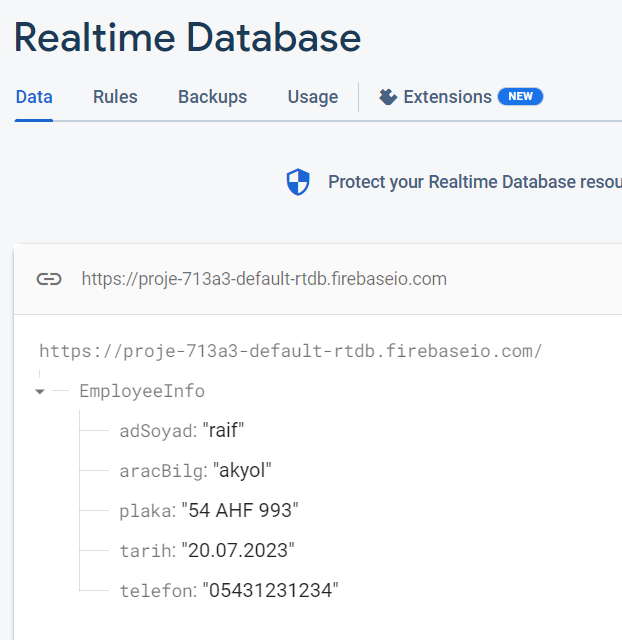 Realtime Database
Data Rules Backups Usage Extensions NEW
Protect your Realtime Database resou
https://proje-713a3-default-rtdb.firebaseio.com
https://proje-713a3-default-rtdb.firebaseio.com/
EmployeeInfo
adSoyad: "raif"
aracBilg: "akyol"
plaka: "54 AHF 993"
tarih: "20.07.2023"
telefon: "05431231234"